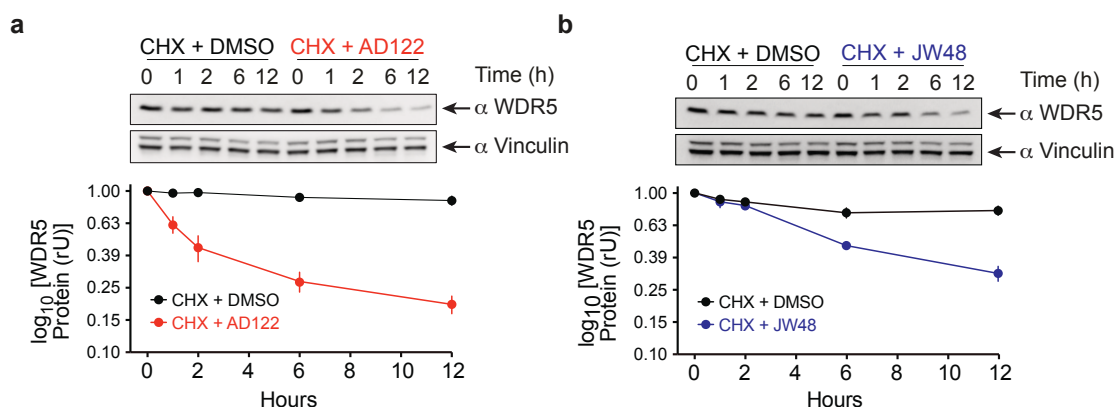 a
CHX + DMSO CHX + AD122
0 1 2 6 12 0 1 2 6 12 Time (h)
α WDR5
α Vinculin
log10 [WDR5
Protein (rU)]
1.00
0.63
0.39
0.25
0.15
0.10
CHX + DMSO
CHX + AD122
0 2 4 6 8 10 12
Hours
b
CHX + DMSO CHX + JW48
0 1 2 6 12 0 1 2 6 12 Time (h)
α WDR5
α Vinculin
log10 [WDR5
Protein (rU)]
1.00
0.63
0.39
0.25
0.15
0.10
CHX + DMSO
CHX + JW48
0 2 4 6 8 10 12
Hours